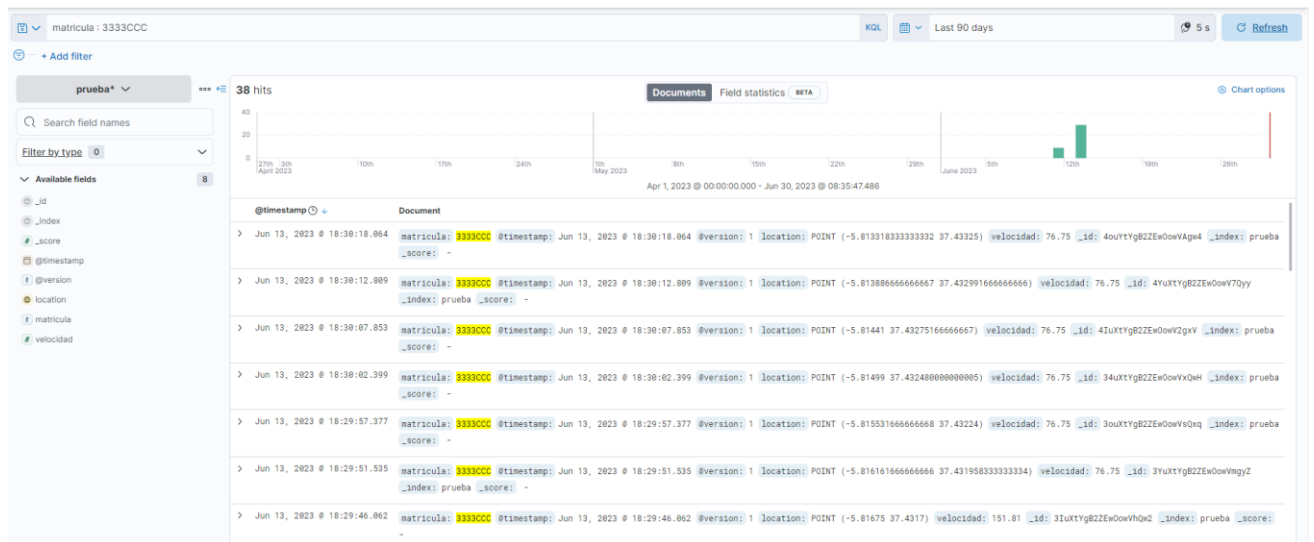 matricula : 3333CCC
KQL
Last 90 days
5 s
Refresh
+ Add filter
prueba*
Search field names
Filter by type 0
Available fields 8
_id
_index
_score
@timestamp
@version
location
matricula
velocidad
38 hits
Documents
Field statistics BETA
Chart options
40
20
0
27th 3th 10th 17th 24th 1th 8th 15th 22th 29th 5th 12th 19th 26th
April 2023 May 2023 June 2023
Apr 1, 2023 @ 00:00:00.000 - Jun 30, 2023 @ 08:35:47.486
@timestamp Document
Jun 13, 2023 @ 18:30:18.064 matricula: 3333CCC @timestamp: Jun 13, 2023 @ 18:30:18.064 @version: 1 location: POINT (-5.813318333333332 37.43325) velocidad: 76.75 _id: 4ouYtYgB2ZEwOowVAgw4 _index: prueba
_score: -
Jun 13, 2023 @ 18:30:12.809 matricula: 3333CCC @timestamp: Jun 13, 2023 @ 18:30:12.809 @version: 1 location: POINT (-5.813886666666667 37.432991666666666) velocidad: 76.75 _id: 4YuXtYgB2ZEwOowV7Qyy
_index: prueba _score: -
Jun 13, 2023 @ 18:30:07.853 matricula: 3333CCC @timestamp: Jun 13, 2023 @ 18:30:07.853 @version: 1 location: POINT (-5.81441 37.43275166666667) velocidad: 76.75 _id: 4IuXtYgB2ZEwOowV2gxV _index: prueba
_score: -
Jun 13, 2023 @ 18:30:02.399 matricula: 3333CCC @timestamp: Jun 13, 2023 @ 18:30:02.399 @version: 1 location: POINT (-5.81499 37.432480000000005) velocidad: 76.75 _id: 34uXtYgB2ZEwOowVxQwH _index: prueba
_score: -
Jun 13, 2023 @ 18:29:57.377 matricula: 3333CCC @timestamp: Jun 13, 2023 @ 18:29:57.377 @version: 1 location: POINT (-5.815531666666668 37.43224) velocidad: 76.75 _id: 3ouXtYgB2ZEwOowVsQxq _index: prueba
_score: -
Jun 13, 2023 @ 18:29:51.535 matricula: 3333CCC @timestamp: Jun 13, 2023 @ 18:29:51.535 @version: 1 location: POINT (-5.816161666666666 37.431958333333334) velocidad: 76.75 _id: 3YuXtYgB2ZEwOowVmgyZ
_index: prueba _score: -
Jun 13, 2023 @ 18:29:46.062 matricula: 3333CCC @timestamp: Jun 13, 2023 @ 18:29:46.062 @version: 1 location: POINT (-5.81675 37.4317) velocidad: 151.81 _id: 3IuXtYgB2ZEwOowVhQw2 _index: prueba _score:
-